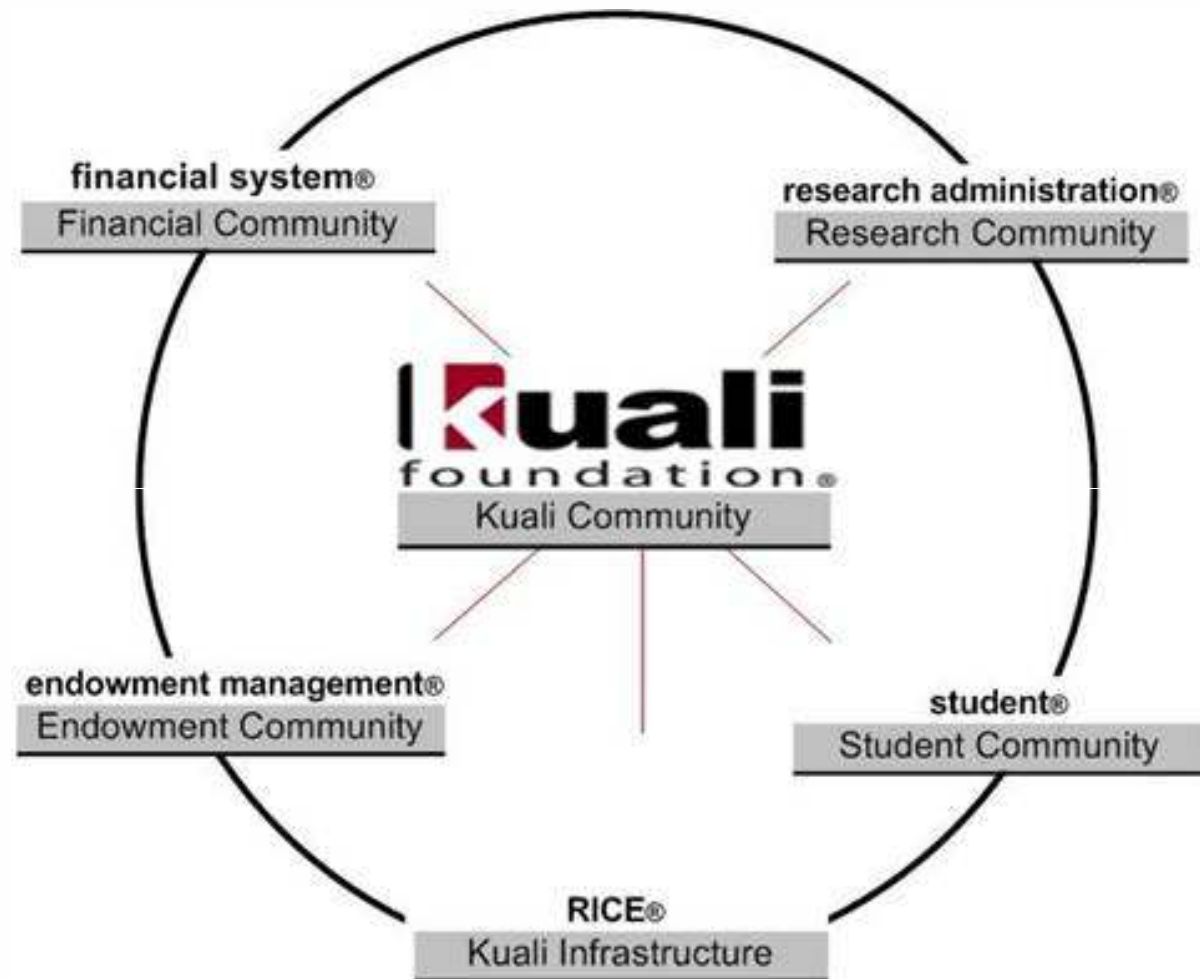 financial system®
Financial Community
research administration®
Research Community
kuali
foundation®
Kuali Community
endowment management®
Endowment Community
student®
Student Community
RICE®
Kuali Infrastructure